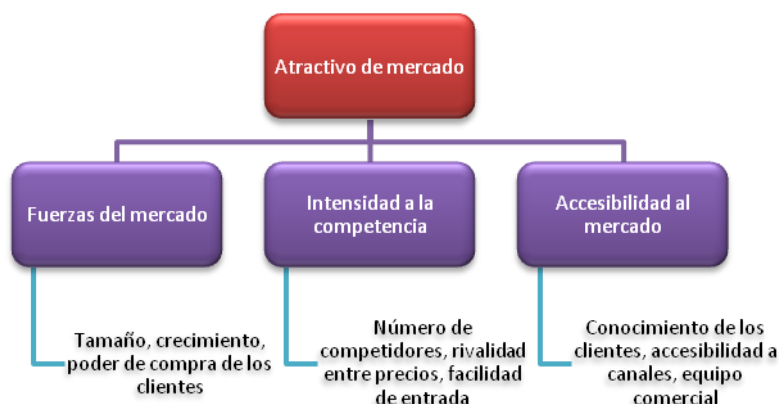 Atractivo de mercado
Fuerzas del mercado
Intensidad a la
competencia
Accesibilidad al
mercado
Tamaño, crecimiento,
poder de compra de los
clientes
Número de
competidores, rivalidad
entre precios, facilidad
de entrada
Conocimiento de los
clientes, accesibilidad a
canales, equipo
comercial